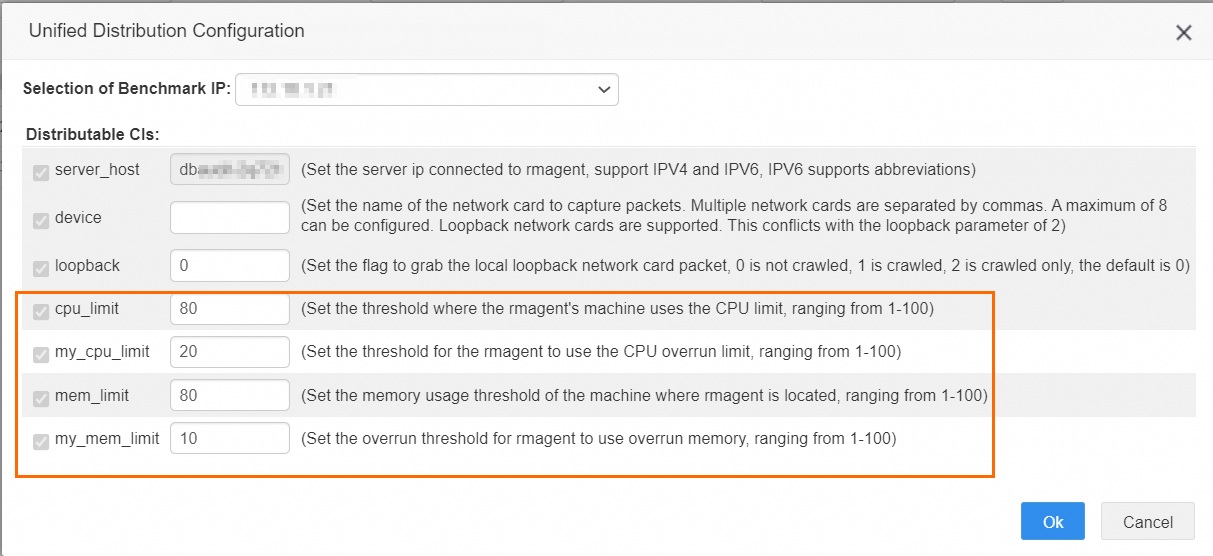 Unified Distribution Configuration
Selection of Benchmark IP:
Distributable CIs:
server_host (Set the server ip connected to rmagent, support IPV4 and IPV6, IPV6 supports abbreviations)
device (Set the name of the network card to capture packets. Multiple network cards are separated by commas. A maximum of 8
can be configured. Loopback network cards are supported. This conflicts with the loopback parameter of 2)
loopback 0 (Set the flag to grab the local loopback network card packet, 0 is not crawled, 1 is crawled, 2 is crawled only, the default is 0)
cpu_limit 80 (Set the threshold where the rmagent's machine uses the CPU limit, ranging from 1-100)
my_cpu_limit 20 (Set the threshold for the rmagent to use the CPU overrun limit, ranging from 1-100)
mem_limit 80 (Set the memory usage threshold of the machine where rmagent is located, ranging from 1-100)
my_mem_limit 10 (Set the overrun threshold for rmagent to use overrun memory, ranging from 1-100)
Ok Cancel